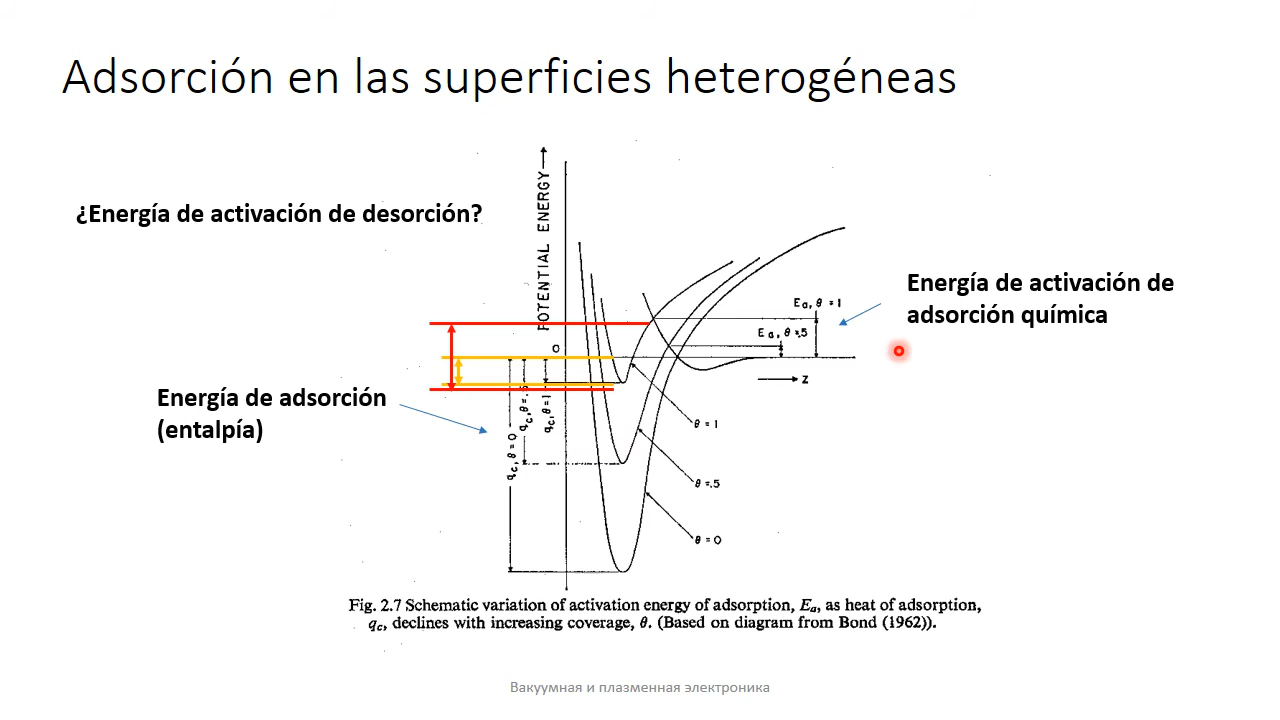 Adsorción en las superficies heterogéneas
¿Energía de activación de desorción?
POTENTIAL ENERGY
Energía de activación de
adsorción química
Ea, θ = 1
Ea, θ =.5
0
z
Energía de adsorción
(entalpía)
qc, θ = 0
qc, θ = .5
qc, θ = 1
θ = 1
θ =.5
θ = 0
Fig. 2.7 Schematic variation of activation energy of adsorption, Ea, as heat of adsorption,
qc, declines with increasing coverage, θ. (Based on diagram from Bond (1962)).
Вакуумная и плазменная электроника